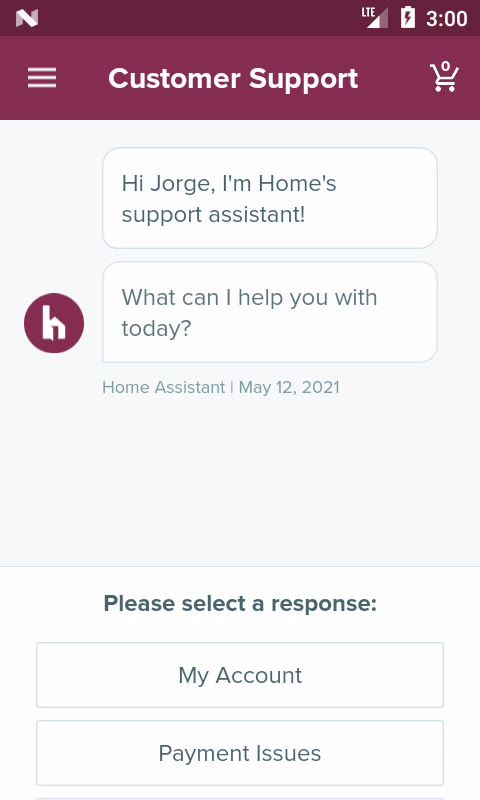 LTE 3:00
Customer Support
0
Hi Jorge, I'm Home's
support assistant!
h
What can I help you with
today?
Home Assistant | May 12, 2021
Please select a response:
My Account
Payment Issues